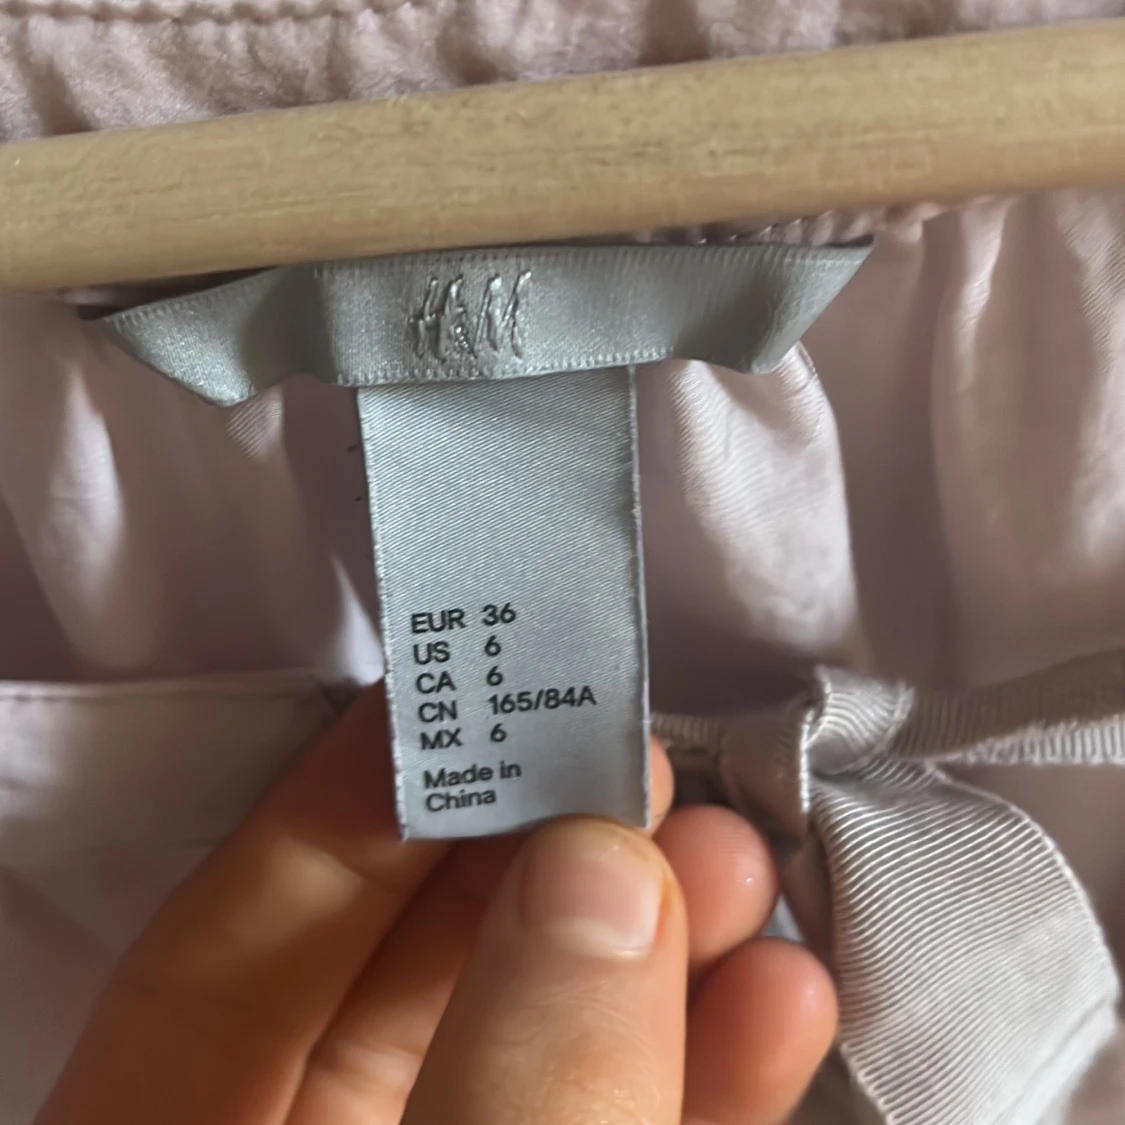 H&M
EUR 36
US 6
CA 6
CN 165/84A
MX 6
Made in
China